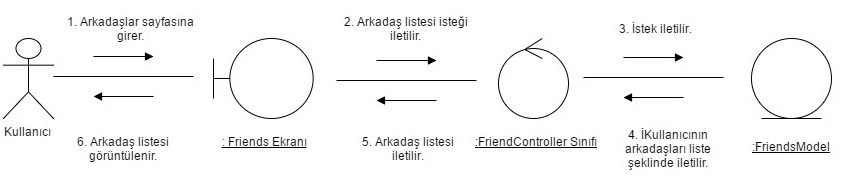 1. Arkadaşlar sayfasına
girer.
2. Arkadaş listesi isteği
iletilir.
3. İstek iletilir.
Kullanıcı
6. Arkadaş listesi
görüntülenir.
: Friends Ekranı
5. Arkadaş listesi
iletilir.
:FriendController Sınıfı
4. İKullanıcının
arkadaşları liste
şeklinde iletilir.
:FriendsModel